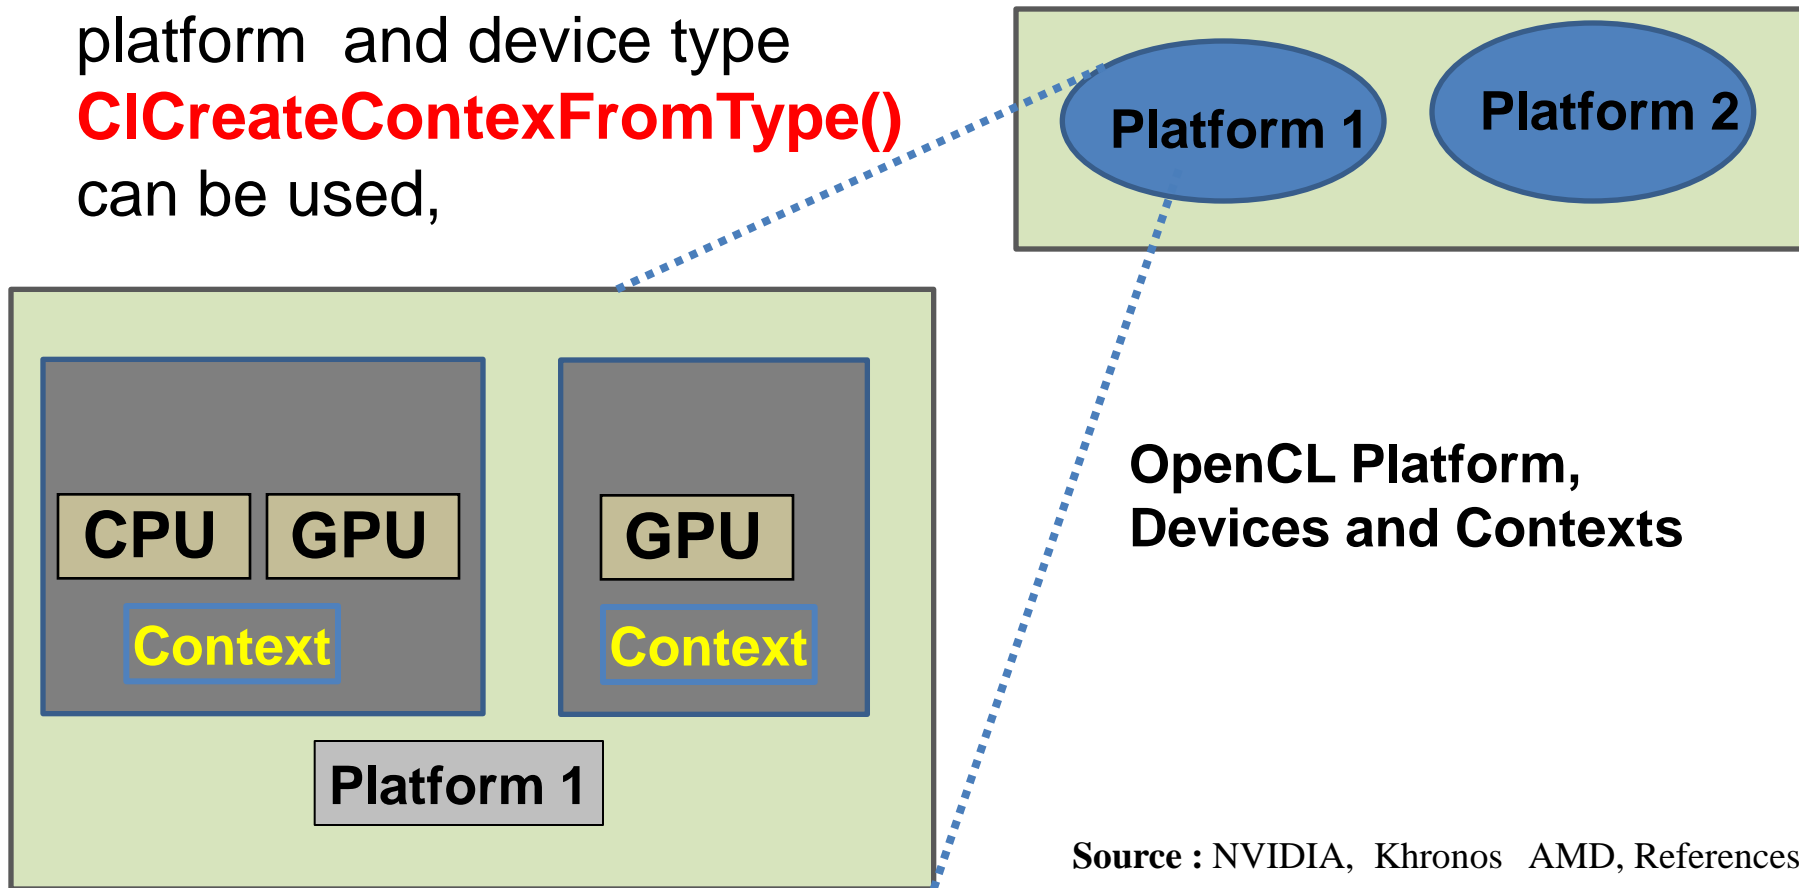 platform and device type
ClCreateContexFromType()
can be used,
Platform 1
Platform 2
CPU
GPU
GPU
Context
Context
Platform 1
OpenCL Platform,
Devices and Contexts
Source : NVIDIA, Khronos AMD, References